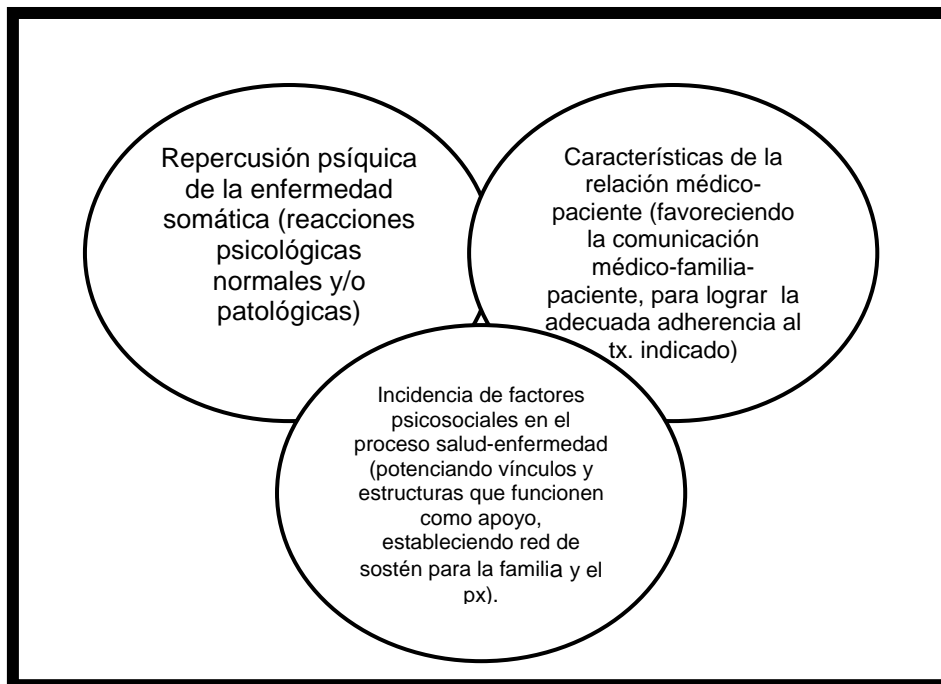 Repercusión psíquica
de la enfermedad
somática (reacciones
psicológicas
normales y/o
patológicas)
Características de la
relación médico-
paciente (favoreciendo
la comunicación
médico-familia-
paciente, para lograr  la
adecuada adherencia al
tx. indicado)
Incidencia de factores
psicosociales en el
proceso salud-enfermedad
(potenciando vínculos y
estructuras que funcionen
como apoyo,
estableciendo red de
sostén para la familia y el
px).